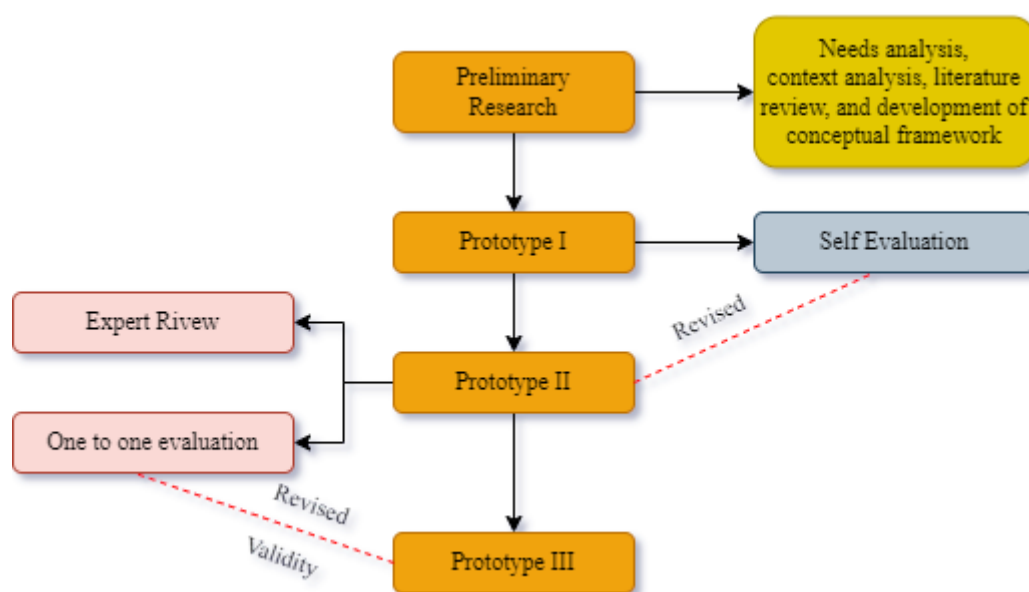 Preliminary
Research
Needs analysis,
context analysis, literature
review, and development of
conceptual framework
Prototype I
Self Evaluation
Revised
Expert Rivew
Prototype II
One to one evaluation
Revised
Validity
Prototype III